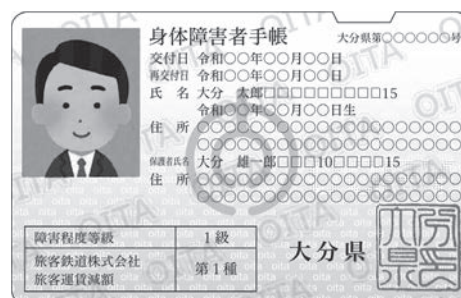 身体障害者手帳 大分県第○○○○○○号
交付日 令和○○年○○月○○日
再交付日 令和○○年○○月○○日
氏 名 大分 太郎□□□□□□□□□15
令和○○年○○月○○日生
住 所 ○○○○○○○○○○○○○○○○○○○○
○○○○○○○○○○○○○○○○○○○○
○○○○○○○○○○○○○○○○○○○○
保護者氏名 大分 雄一郎□□□10□□□□15
住 所 ○○○○○○○○○○○○○○○○○○○○
○○○○○○○○○○○○○○○○○○○○
障害程度等級 1級
旅客鉄道株式会社
旅客運賃減額 第1種
大分県
大分県印
OITA